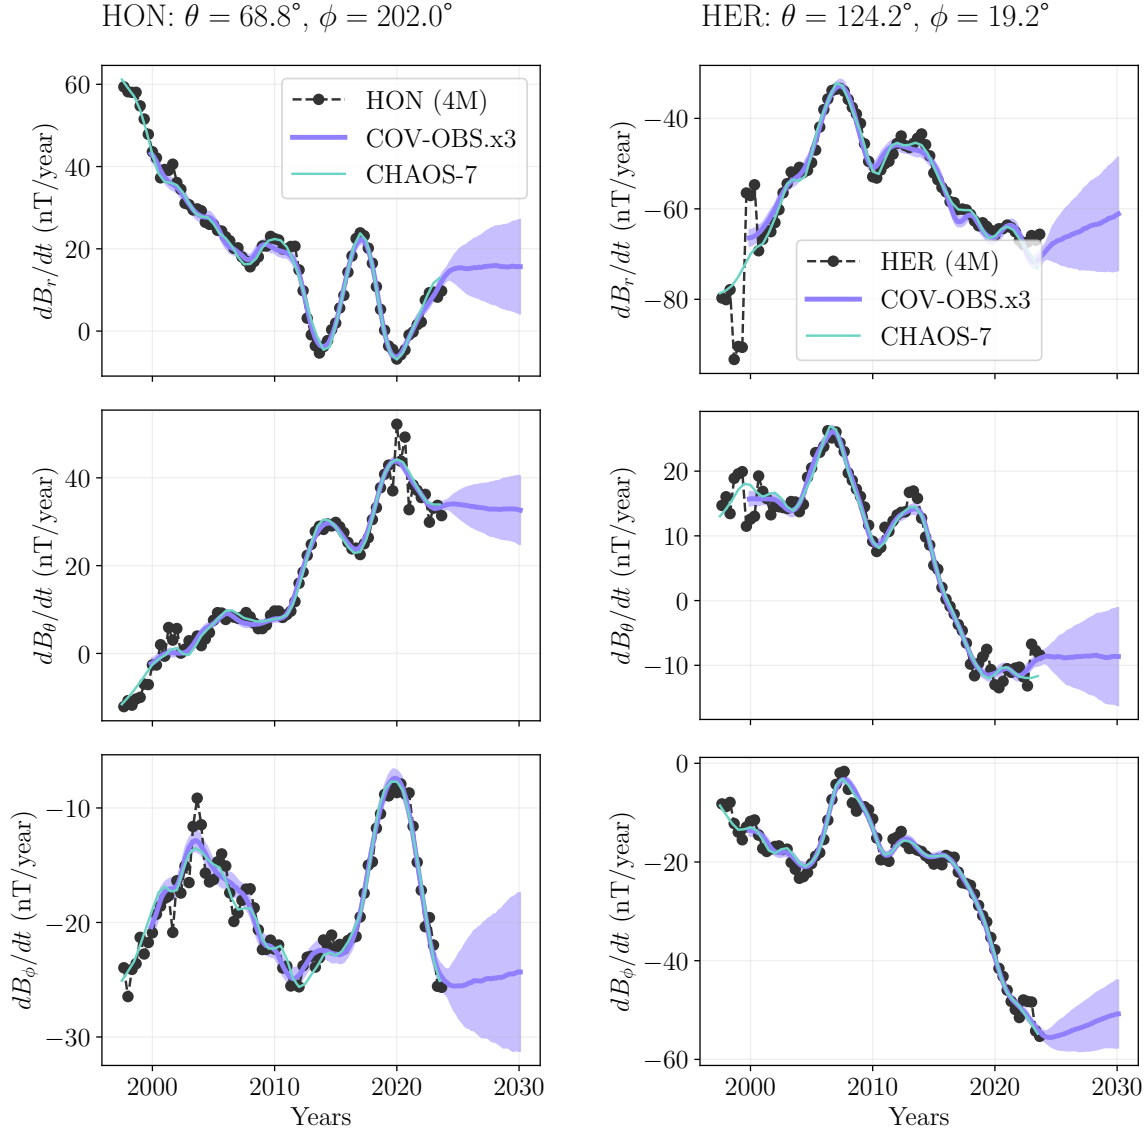 HON: θ = 68.8°, ϕ = 202.0°
HER: θ = 124.2°, ϕ = 19.2°
60
40
20
0
dB_r/dt (nT/year)
HON (4M)
COV-OBS.x3
CHAOS-7
−40
−60
−80
dB_r/dt (nT/year)
HER (4M)
COV-OBS.x3
CHAOS-7
40
20
0
dB_θ/dt (nT/year)
20
10
0
−10
dB_θ/dt (nT/year)
−10
−20
−30
dB_ϕ/dt (nT/year)
2000 2010 2020 2030
Years
0
−20
−40
−60
dB_ϕ/dt (nT/year)
2000 2010 2020 2030
Years